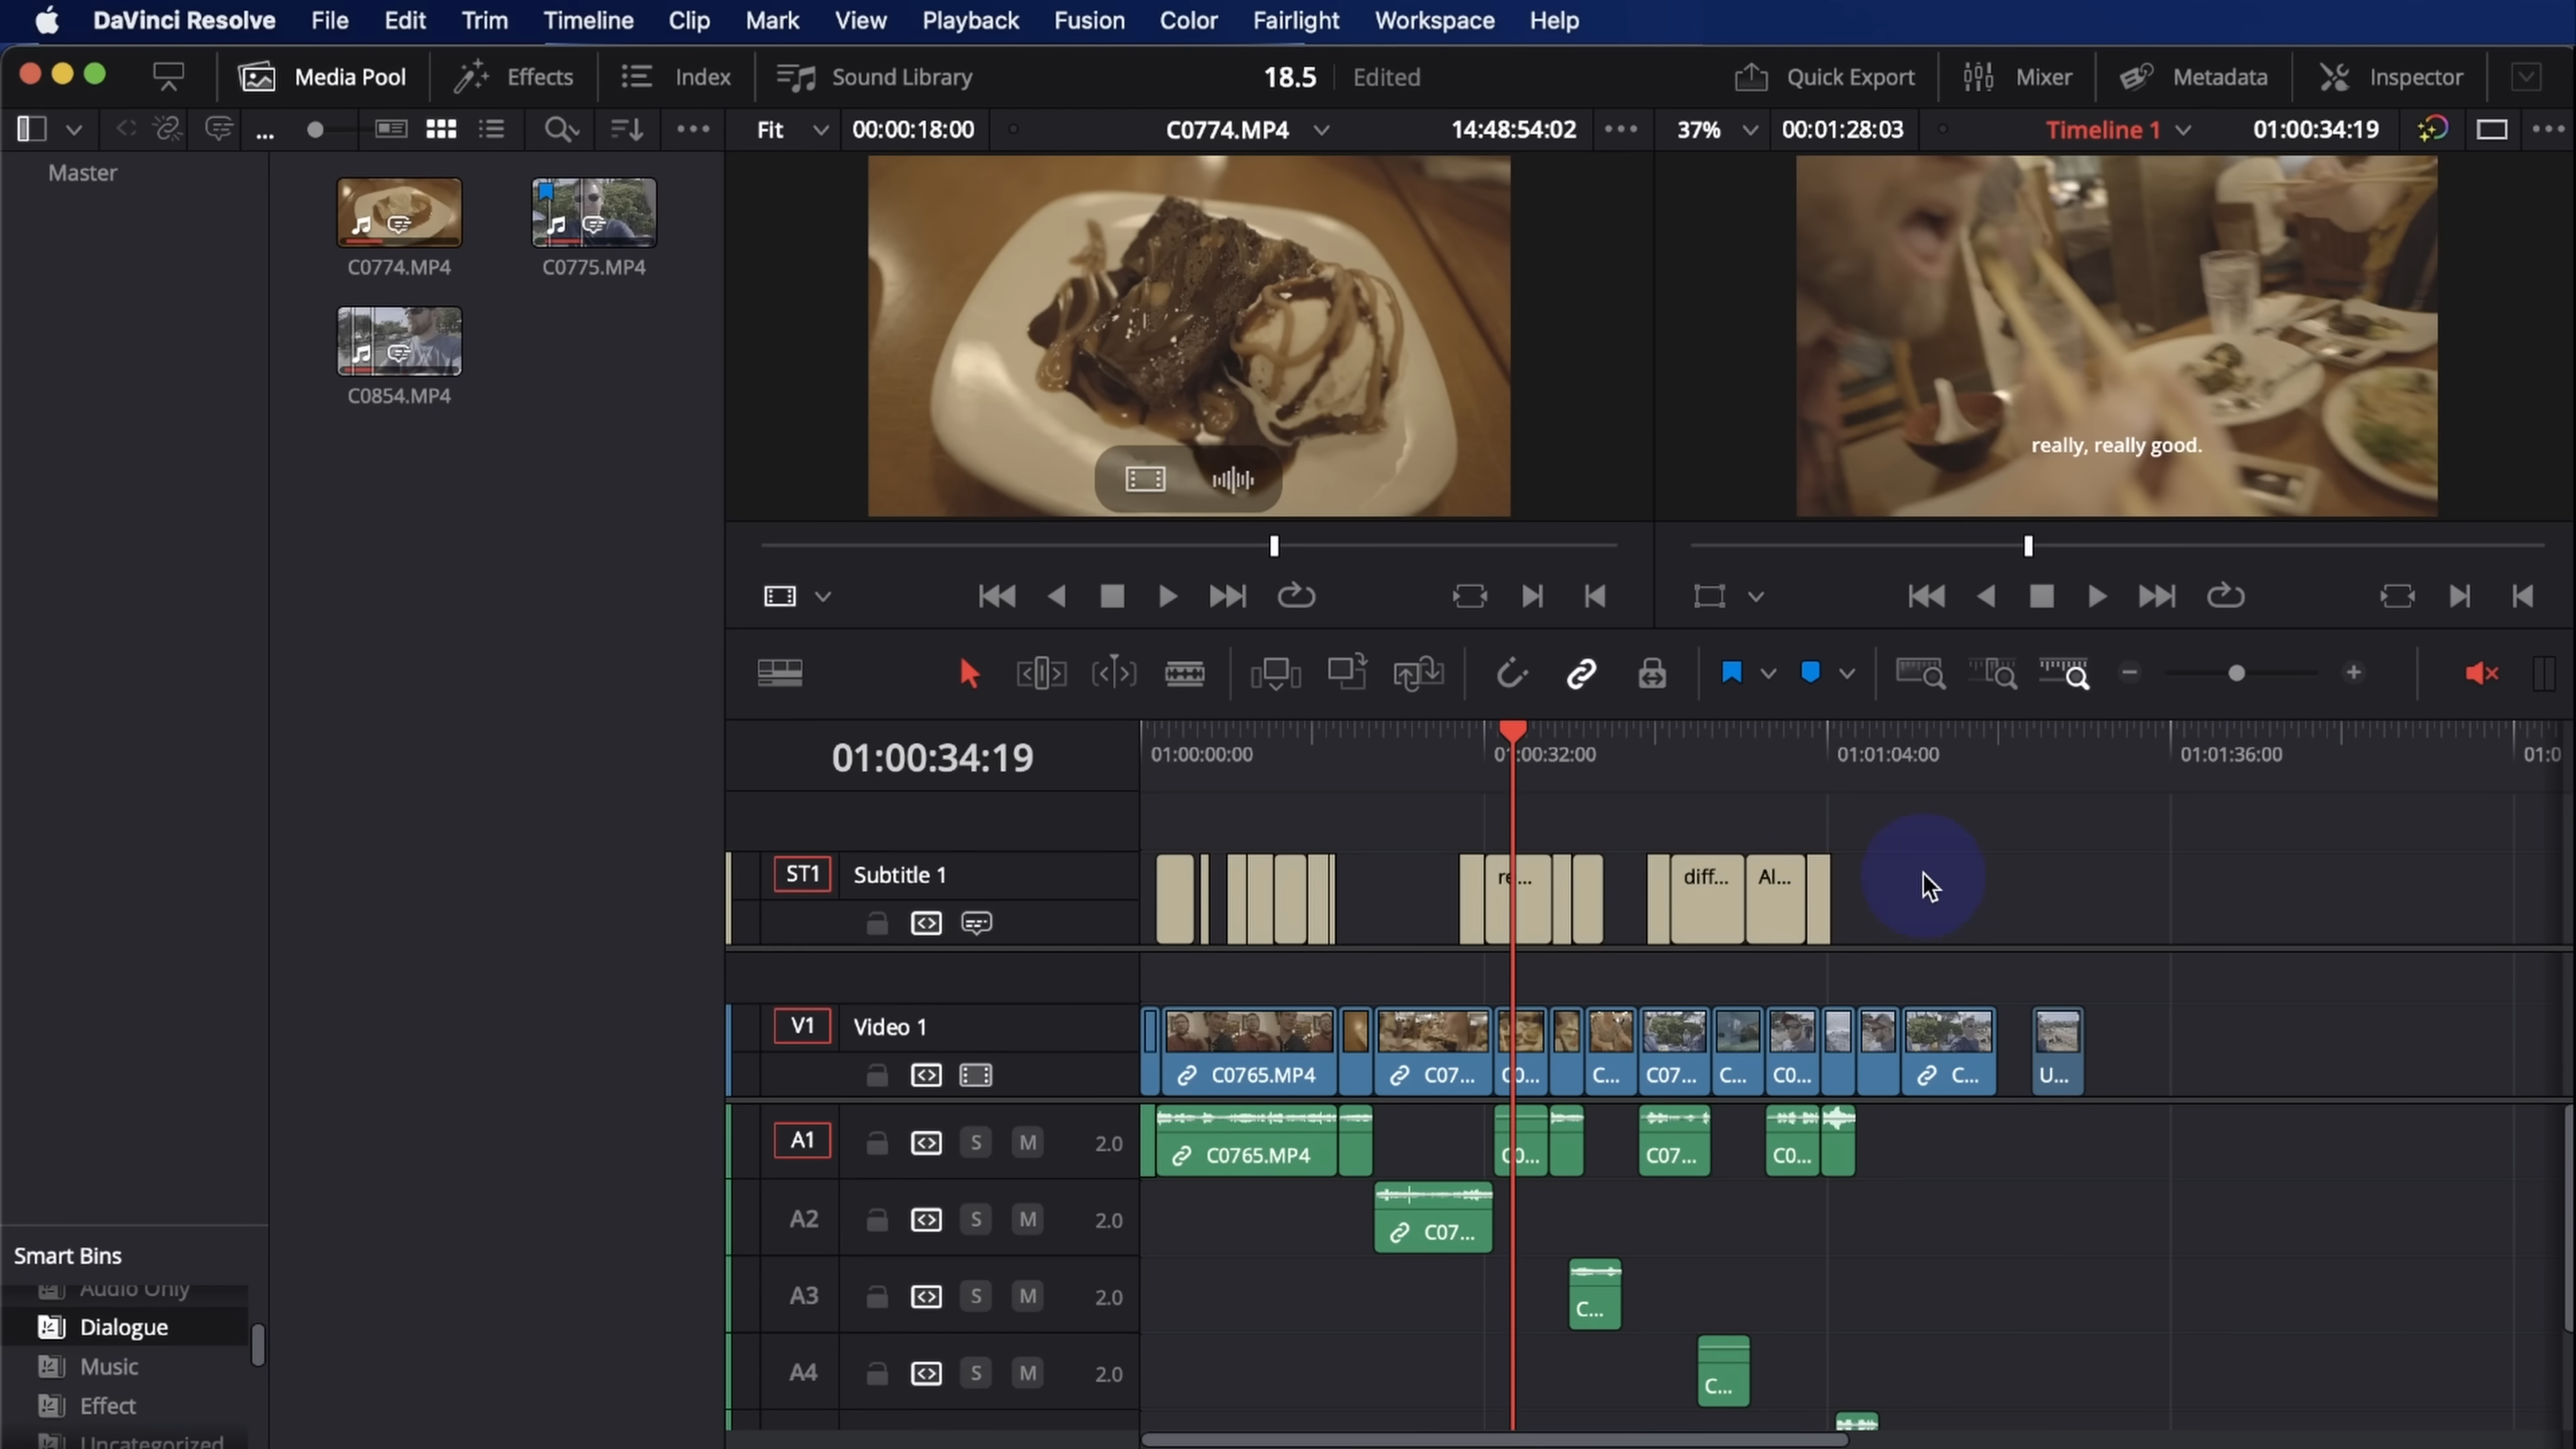 DaVinci Resolve File Edit Trim Timeline Clip Mark View Playback Fusion Color Fairlight Workspace Help
Media Pool Effects Index Sound Library 18.5 Edited Quick Export Mixer Metadata Inspector
... Fit 00:00:18:00 C0774.MP4 14:48:54:02 37% 00:01:28:03 Timeline 1 01:00:34:19
Master
C0774.MP4 C0775.MP4
C0854.MP4
really, really good.
01:00:34:19 01:00:00:00 01:00:32:00 01:01:04:00 01:01:36:00 01:0
ST1 Subtitle 1 re... diff... Al...
V1 Video 1
C0765.MP4 C07... C0... C... C07... C... C0... C... U...
A1 S M 2.0 C0765.MP4 C0... C07... C0...
A2 S M 2.0 C07...
A3 S M 2.0 C...
A4 S M 2.0 C...
Smart Bins
Audio Only
Dialogue
Music
Effect
Uncategorized